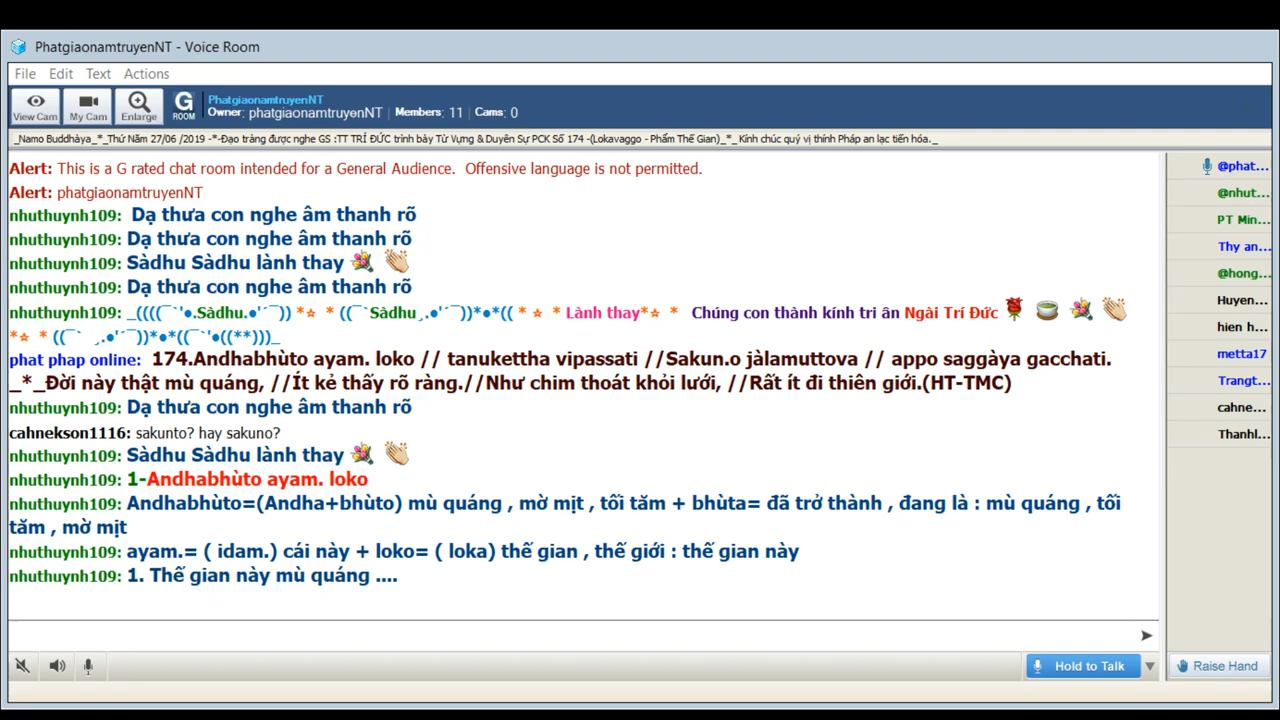 PhatgiaonamtruyenNT - Voice Room
File Edit Text Actions
View Cam My Cam Enlarge G ROOM
PhatgiaonamtruyenNT
Owner: phatgiaonamtruyenNT | Members: 11 | Cams: 0
_Namo Buddhàya_*_Thứ Năm 27/06 /2019 -*-Đạo tràng được nghe GS :TT TRÍ ĐỨC trình bày Từ Vựng & Duyên Sự PCK Số 174 -(Lokavaggo - Phẩm Thế Gian)_*_ Kính chúc quý vị thính Pháp an lạc tiến hóa._
Alert: This is a G rated chat room intended for a General Audience.  Offensive language is not permitted.
Alert: phatgiaonamtruyenNT
nhuthuynh109: Dạ thưa con nghe âm thanh rõ
nhuthuynh109: Dạ thưa con nghe âm thanh rõ
nhuthuynh109: Sàdhu Sàdhu lành thay 💐 👏
nhuthuynh109: Dạ thưa con nghe âm thanh rõ
nhuthuynh109: _((((¯`'●.Sàdhu.●'´¯)) *☆ * ((¯`Sàdhu¸.●'´¯))*●*(( * ☆ * Lành thay*☆ * Chúng con thành kính tri ân Ngài Trí Đức 🌹 🍵 💐 👏
*☆ * ((¯` ¸.●'´¯))*●*((¯`'●((**)))_
phat phap online: 174.Andhabhùto ayam. loko // tanukettha vipassati //Sakun.o jàlamuttova // appo saggàya gacchati.
_*_Đời này thật mù quáng, //Ít kẻ thấy rõ ràng.//Như chim thoát khỏi lưới, //Rất ít đi thiên giới.(HT-TMC)
nhuthuynh109: Dạ thưa con nghe âm thanh rõ
cahnekson1116: sakunto? hay sakuno?
nhuthuynh109: Sàdhu Sàdhu lành thay 💐 👏
nhuthuynh109: 1-Andhabhùto ayam. loko
nhuthuynh109: Andhabhùto=(Andha+bhùto) mù quáng , mờ mịt , tối tăm + bhùta= đã trở thành , đang là : mù quáng , tối
tăm , mờ mịt
nhuthuynh109: ayam.= ( idam.) cái này + loko= ( loka) thế gian , thế giới : thế gian này
nhuthuynh109: 1. Thế gian này mù quáng ....
@phat...
@nhut...
PT Min...
Thy an...
@hong...
Huyen...
hien h...
metta17
Trangt...
cahne...
Thanhl...
Hold to Talk
Raise Hand